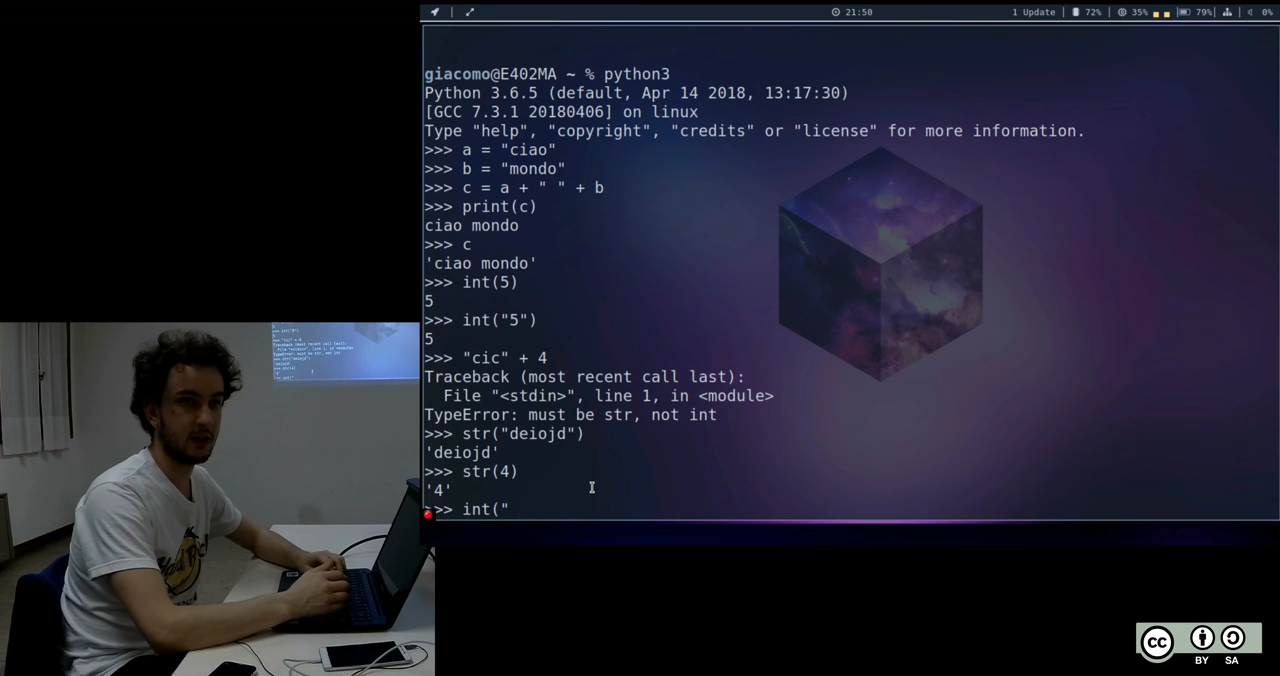 21:50 1 Update 72% 35% 79% 0%
giacomo@E402MA ~ % python3
Python 3.6.5 (default, Apr 14 2018, 13:17:30)
[GCC 7.3.1 20180406] on linux
Type "help", "copyright", "credits" or "license" for more information.
>>> a = "ciao"
>>> b = "mondo"
>>> c = a + " " + b
>>> print(c)
ciao mondo
>>> c
'ciao mondo'
>>> int(5)
5
>>> int("5")
5
>>> "cic" + 4
Traceback (most recent call last):
  File "<stdin>", line 1, in <module>
TypeError: must be str, not int
>>> str("deiojd")
'deiojd'
>>> str(4)
'4'
>>> int("
cc
BY SA